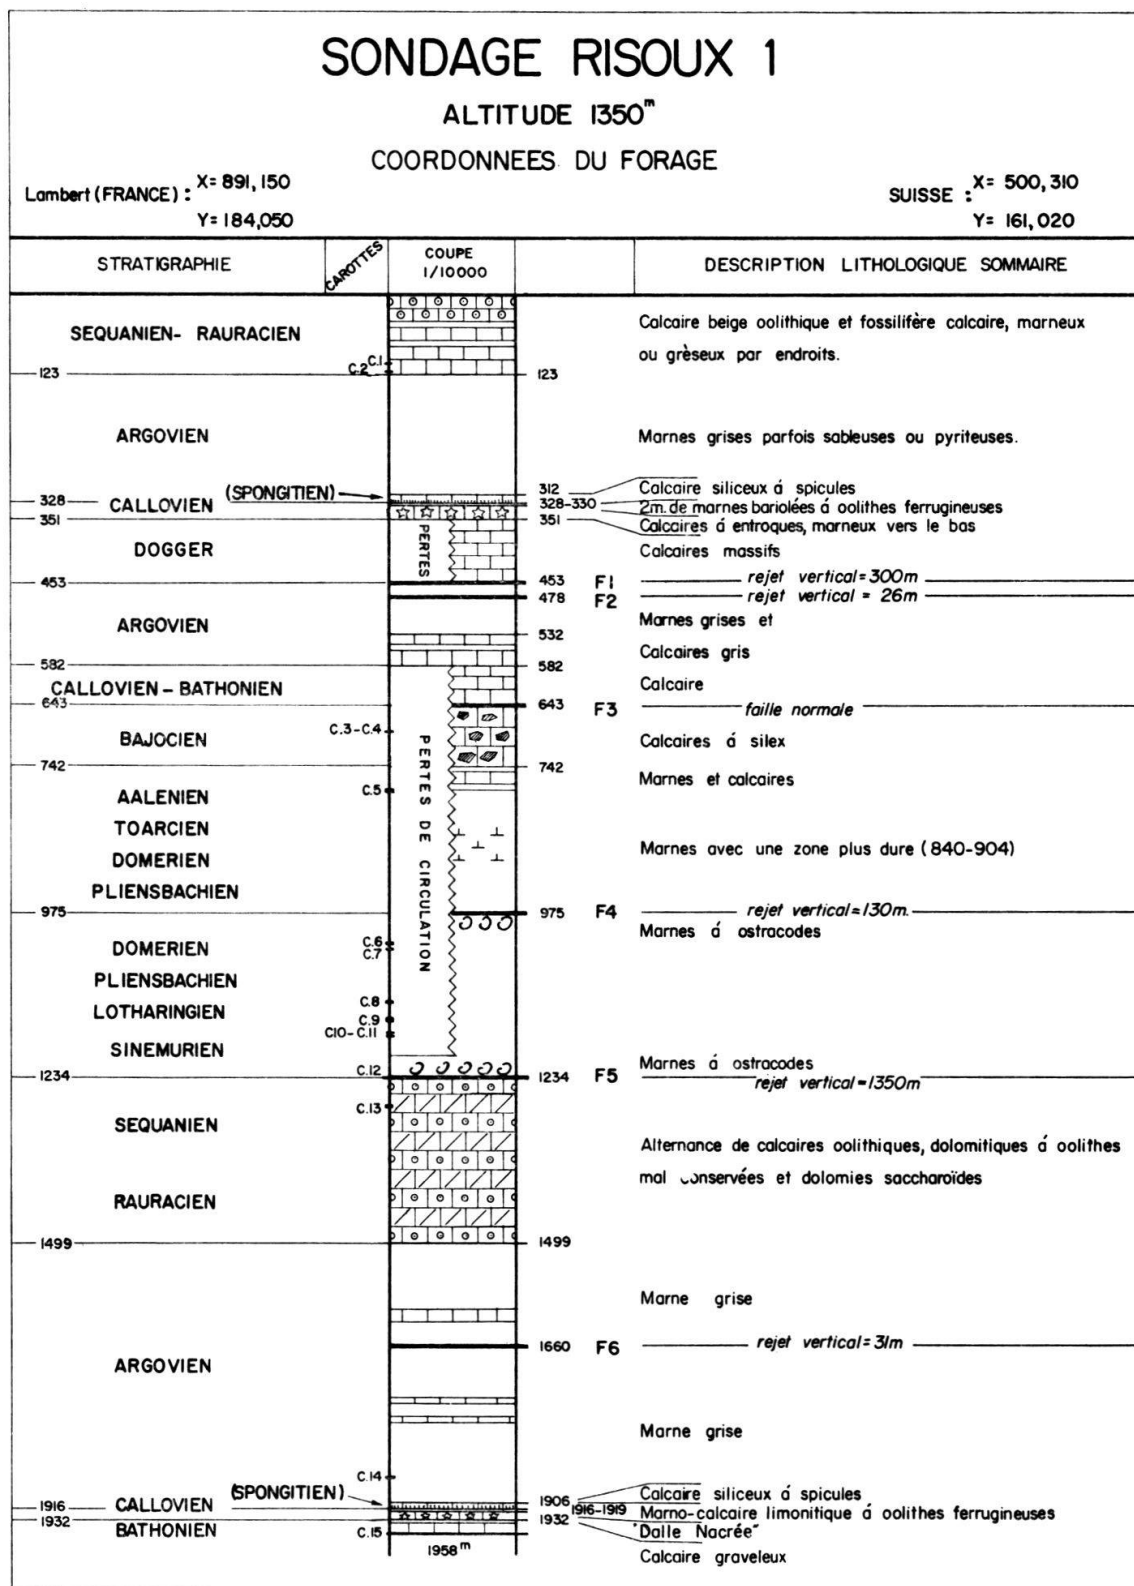 SONDAGE RISOUX 1
ALTITUDE 1350m
COORDONNEES DU FORAGE
Lambert (FRANCE) : X= 891,150
Y= 184,050
SUISSE : X= 500,310
Y= 161,020
STRATIGRAPHIE
CAROTTES
COUPE
1/10000
DESCRIPTION LITHOLOGIQUE SOMMAIRE
SEQUANIEN- RAURACIEN
C.1
C.2
Calcaire beige oolithique et fossilifère calcaire, marneux
ou grèseux par endroits.
123
123
ARGOVIEN
Marnes grises parfois sableuses ou pyriteuses.
(SPONGITIEN)
312
Calcaire siliceux á spicules
328
CALLOVIEN
328-330
2m. de marnes bariolées á oolithes ferrugineuses
351
351
Calcaires á entroques, marneux vers le bas
DOGGER
PERTES
Calcaires massifs
453
453 F1 rejet vertical=300m
478 F2 rejet vertical = 26m
ARGOVIEN
Marnes grises et
532
Calcaires gris
582
582
CALLOVIEN – BATHONIEN
Calcaire
643
643 F3 faille normale
C.3-C.4
BAJOCIEN
Calcaires á silex
742
742
Marnes et calcaires
AALENIEN
C.5
TOARCIEN
DOMERIEN
Marnes avec une zone plus dure (840-904)
PLIENSBACHIEN
PERTES DE CIRCULATION
975
975 F4 rejet vertical=130m.
Marnes á ostracodes
DOMERIEN
C.6
C.7
PLIENSBACHIEN
C.8
LOTHARINGIEN
C.9
C10-C.11
SINEMURIEN
Marnes á ostracodes
C.12
1234
1234 F5 rejet vertical=1350m
C.13
SEQUANIEN
Alternance de calcaires oolithiques, dolomitiques á oolithes
mal conservées et dolomies saccharoïdes
RAURACIEN
1499
1499
Marne grise
1660 F6 rejet vertical=31m
ARGOVIEN
Marne grise
C.14
(SPONGITIEN)
1906
Calcaire siliceux á spicules
1916
CALLOVIEN
1916-1919
Marno-calcaire limonitique á oolithes ferrugineuses
1932
1932
"Dalle Nacrée"
BATHONIEN
C.15
1958m
Calcaire graveleux